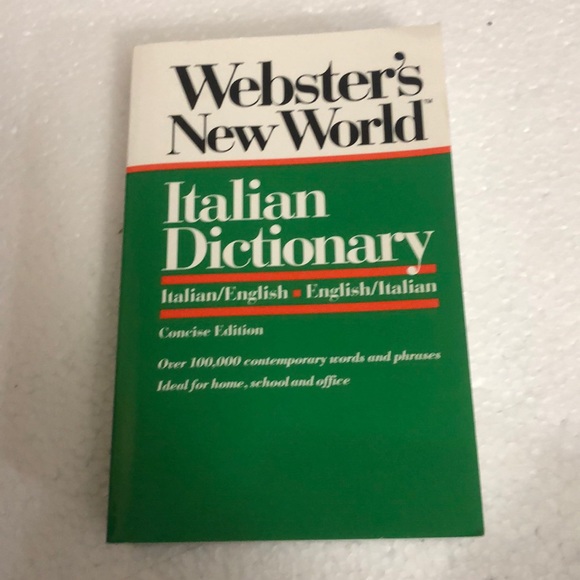 Webster's
New World™
Italian
Dictionary
Italian/English ▪ English/Italian
Concise Edition
Over 100,000 contemporary words and phrases
Ideal for home, school and office